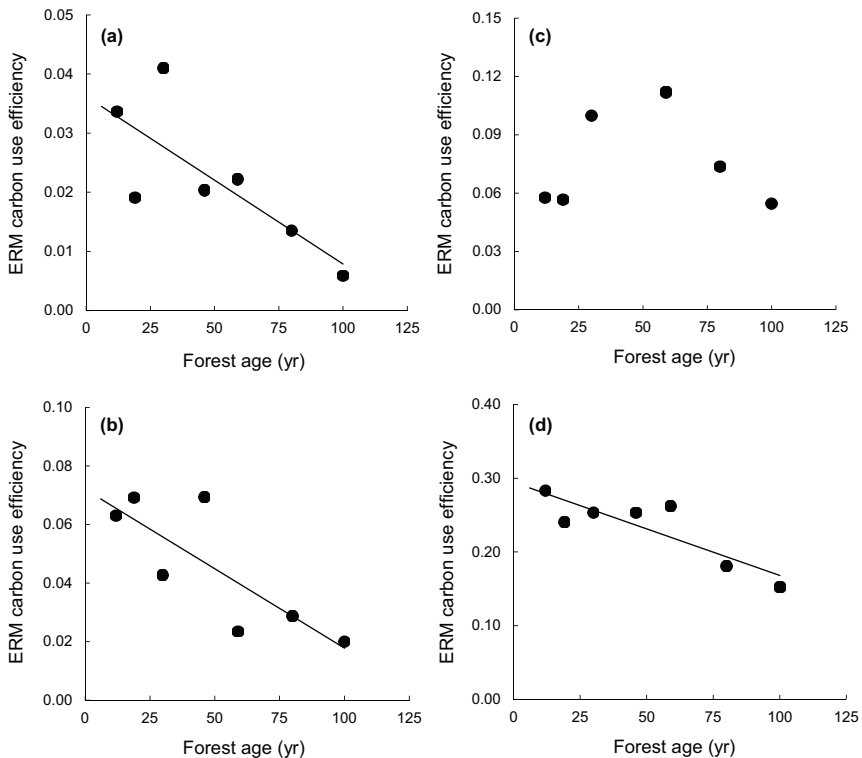 (a)
ERM carbon use efficiency
0.05
0.04
0.03
0.02
0.01
0.00
0 25 50 75 100 125
Forest age (yr)
(c)
ERM carbon use efficiency
0.15
0.12
0.09
0.06
0.03
0.00
0 25 50 75 100 125
Forest age (yr)
(b)
ERM carbon use efficiency
0.10
0.08
0.06
0.04
0.02
0.00
0 25 50 75 100 125
Forest age (yr)
(d)
ERM carbon use efficiency
0.40
0.30
0.20
0.10
0.00
0 25 50 75 100 125
Forest age (yr)